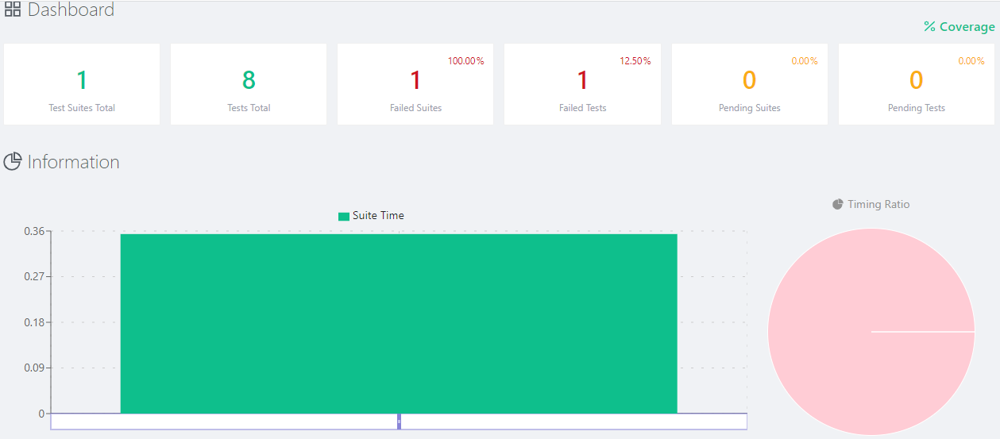 Dashboard
% Coverage
1
Test Suites Total
8
Tests Total
100.00%
1
Failed Suites
12.50%
1
Failed Tests
0.00%
0
Pending Suites
0.00%
0
Pending Tests
Information
Suite Time
0.36
0.27
0.18
0.09
0
Timing Ratio